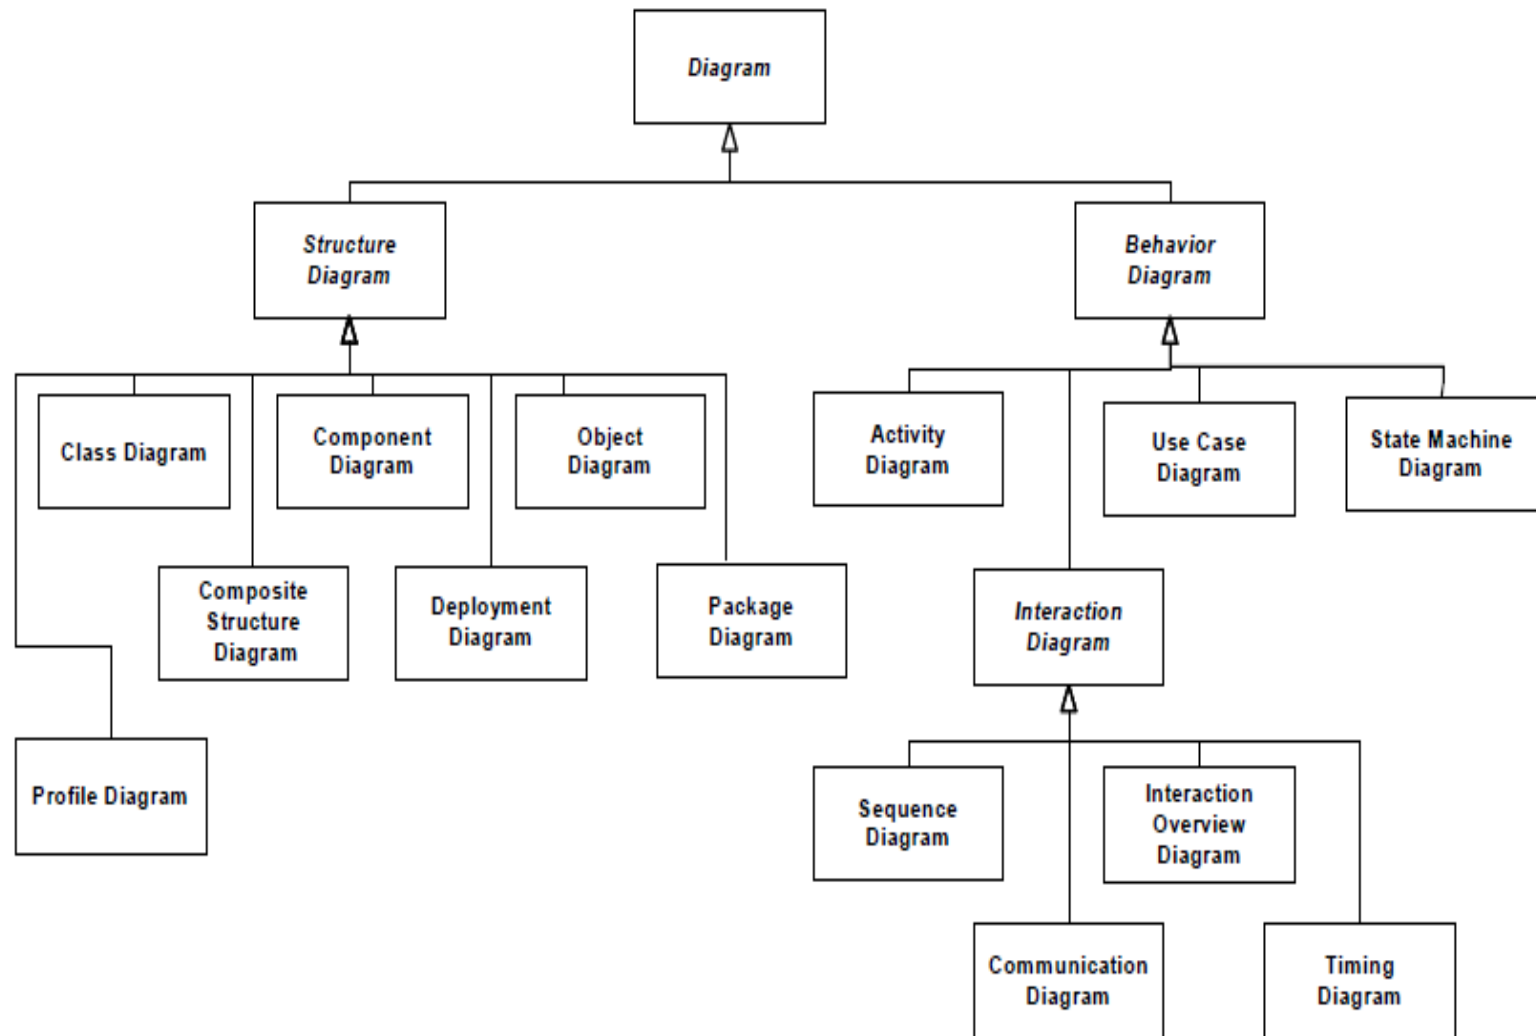 Diagram
Structure
Diagram
Behavior
Diagram
Class Diagram
Component
Diagram
Object
Diagram
Activity
Diagram
Use Case
Diagram
State Machine
Diagram
Composite
Structure
Diagram
Deployment
Diagram
Package
Diagram
Interaction
Diagram
Profile Diagram
Sequence
Diagram
Interaction
Overview
Diagram
Communication
Diagram
Timing
Diagram